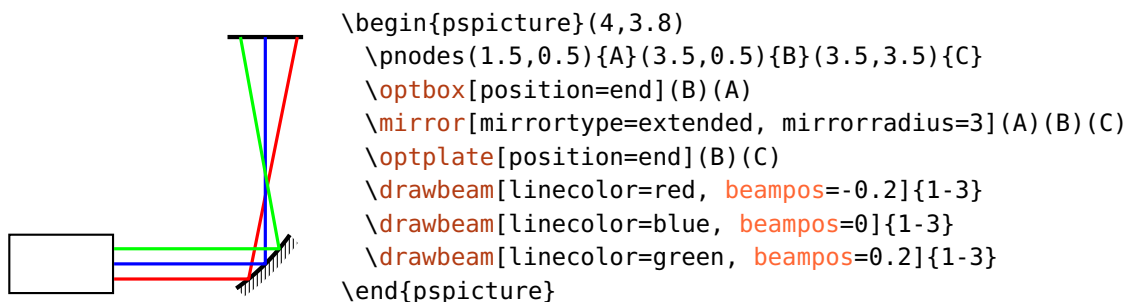 \begin{pspicture}(4,3.8)
\pnodes(1.5,0.5){A}(3.5,0.5){B}(3.5,3.5){C}
\optbox[position=end](B)(A)
\mirror[mirrortype=extended, mirrorradius=3](A)(B)(C)
\optplate[position=end](B)(C)
\drawbeam[linecolor=red, beampos=-0.2]{1-3}
\drawbeam[linecolor=blue, beampos=0]{1-3}
\drawbeam[linecolor=green, beampos=0.2]{1-3}
\end{pspicture}